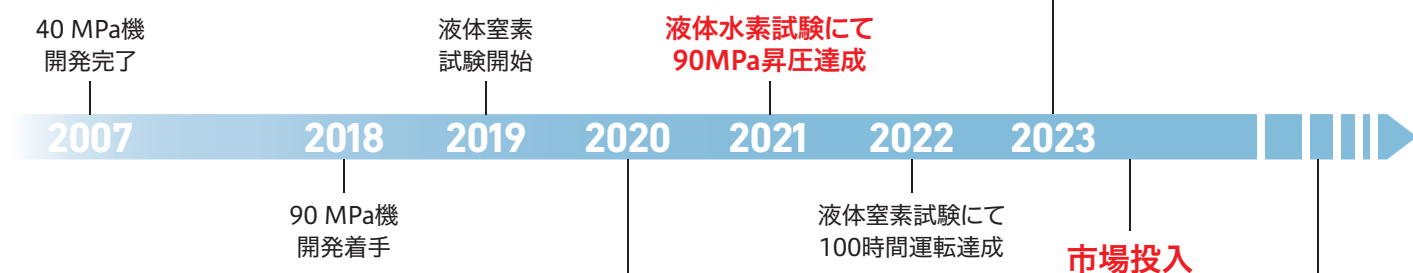 40 MPa機
開発完了
液体窒素
試験開始
液体水素試験にて
90MPa昇圧達成
2007 2018 2019 2020 2021 2022 2023
90 MPa機
開発着手
液体窒素試験にて
100時間運転達成
市場投入